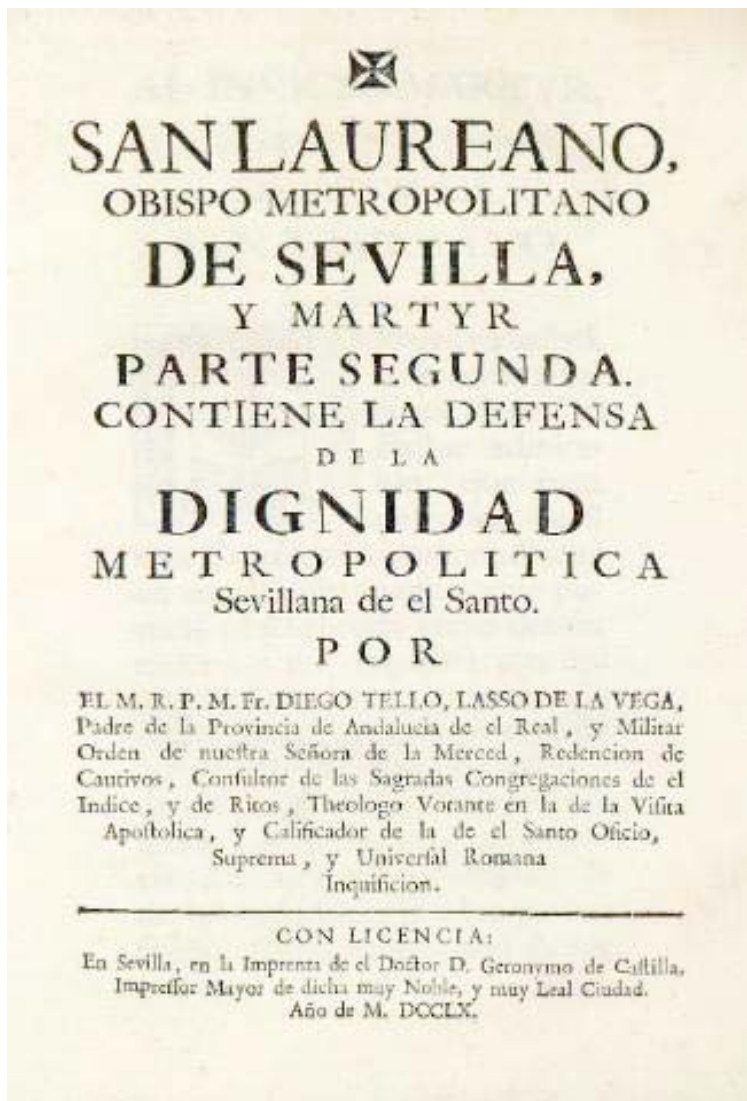 SAN LAUREANO,
OBISPO METROPOLITANO
DE SEVILLA,
Y MARTYR
PARTE SEGUNDA.
CONTIENE LA DEFENSA
DE LA
DIGNIDAD
METROPOLITICA
Sevillana de el Santo.
POR
EL M. R. P. M. Fr. DIEGO TELLO, LASSO DE LA VEGA,
Padre de la Provincia de Andalucia de el Real, y Militar
Orden de nueſtra Señora de la Merced, Redencion de
Cautivos, Conſultor de las Sagradas Congregaciones de el
Indice, y de Ritos, Theologo Votante en la de la Viſita
Apoſtolica, y Calificador de la de el Santo Oficio,
Suprema, y Univerſal Romana
Inquiſicion.
CON LICENCIA:
En Sevilla, en la Imprenta de el Doctor D. Geronymo de Caſtilla,
Impreſſor Mayor de dicha muy Noble, y muy Leal Ciudad.
Año de M. DCCLX.